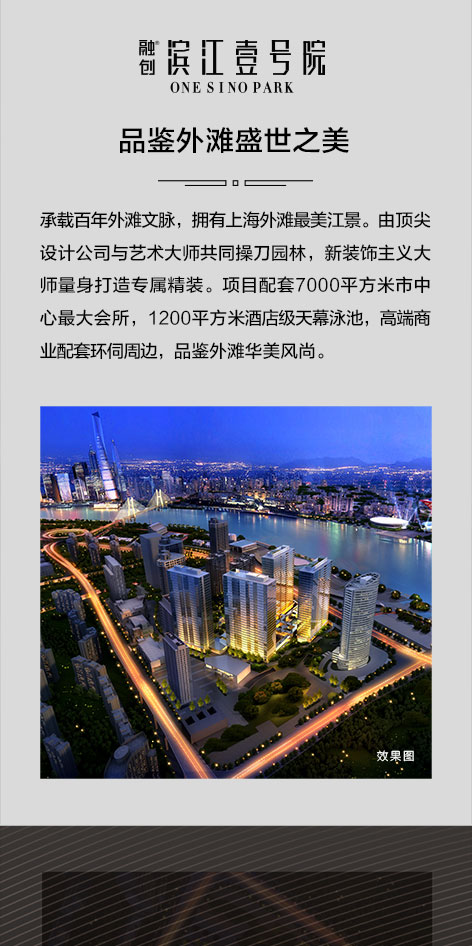 融创® 滨江壹号院
ONE SINO PARK
品鉴外滩盛世之美
承载百年外滩文脉，拥有上海外滩最美江景。由顶尖
设计公司与艺术大师共同操刀园林，新装饰主义大
师量身打造专属精装。项目配套7000平方米市中
心最大会所，1200平方米酒店级天幕泳池，高端商
业配套环伺周边，品鉴外滩华美风尚。
效果图